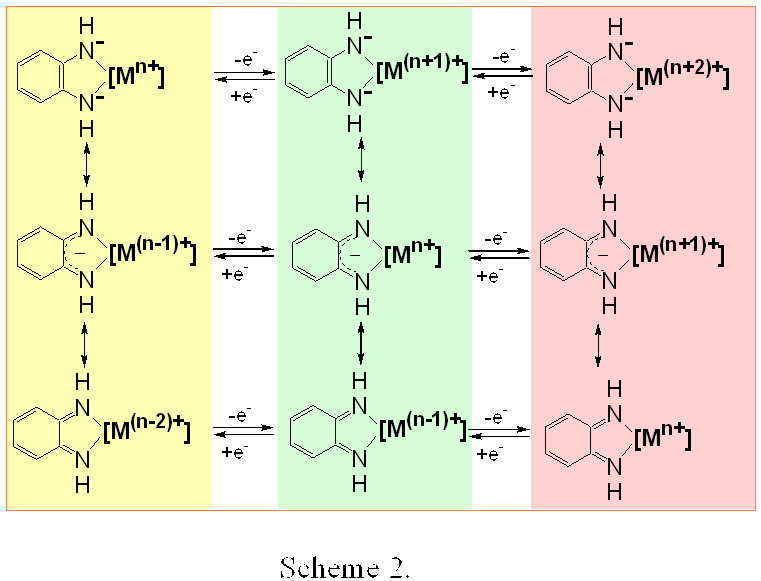 H H H
N– N– N–
[Mn+] –e- [M(n+1)+] –e- [M(n+2)+]
+e- +e-
N– N– N–
H H H
H H H
N N N
– [M(n-1)+] –e- – [Mn+] –e- – [M(n+1)+]
+e- +e-
N N N
H H H
H H H
N N N
[M(n-2)+] –e- [M(n-1)+] –e- [Mn+]
+e- +e-
N N N
H H H
Scheme 2.